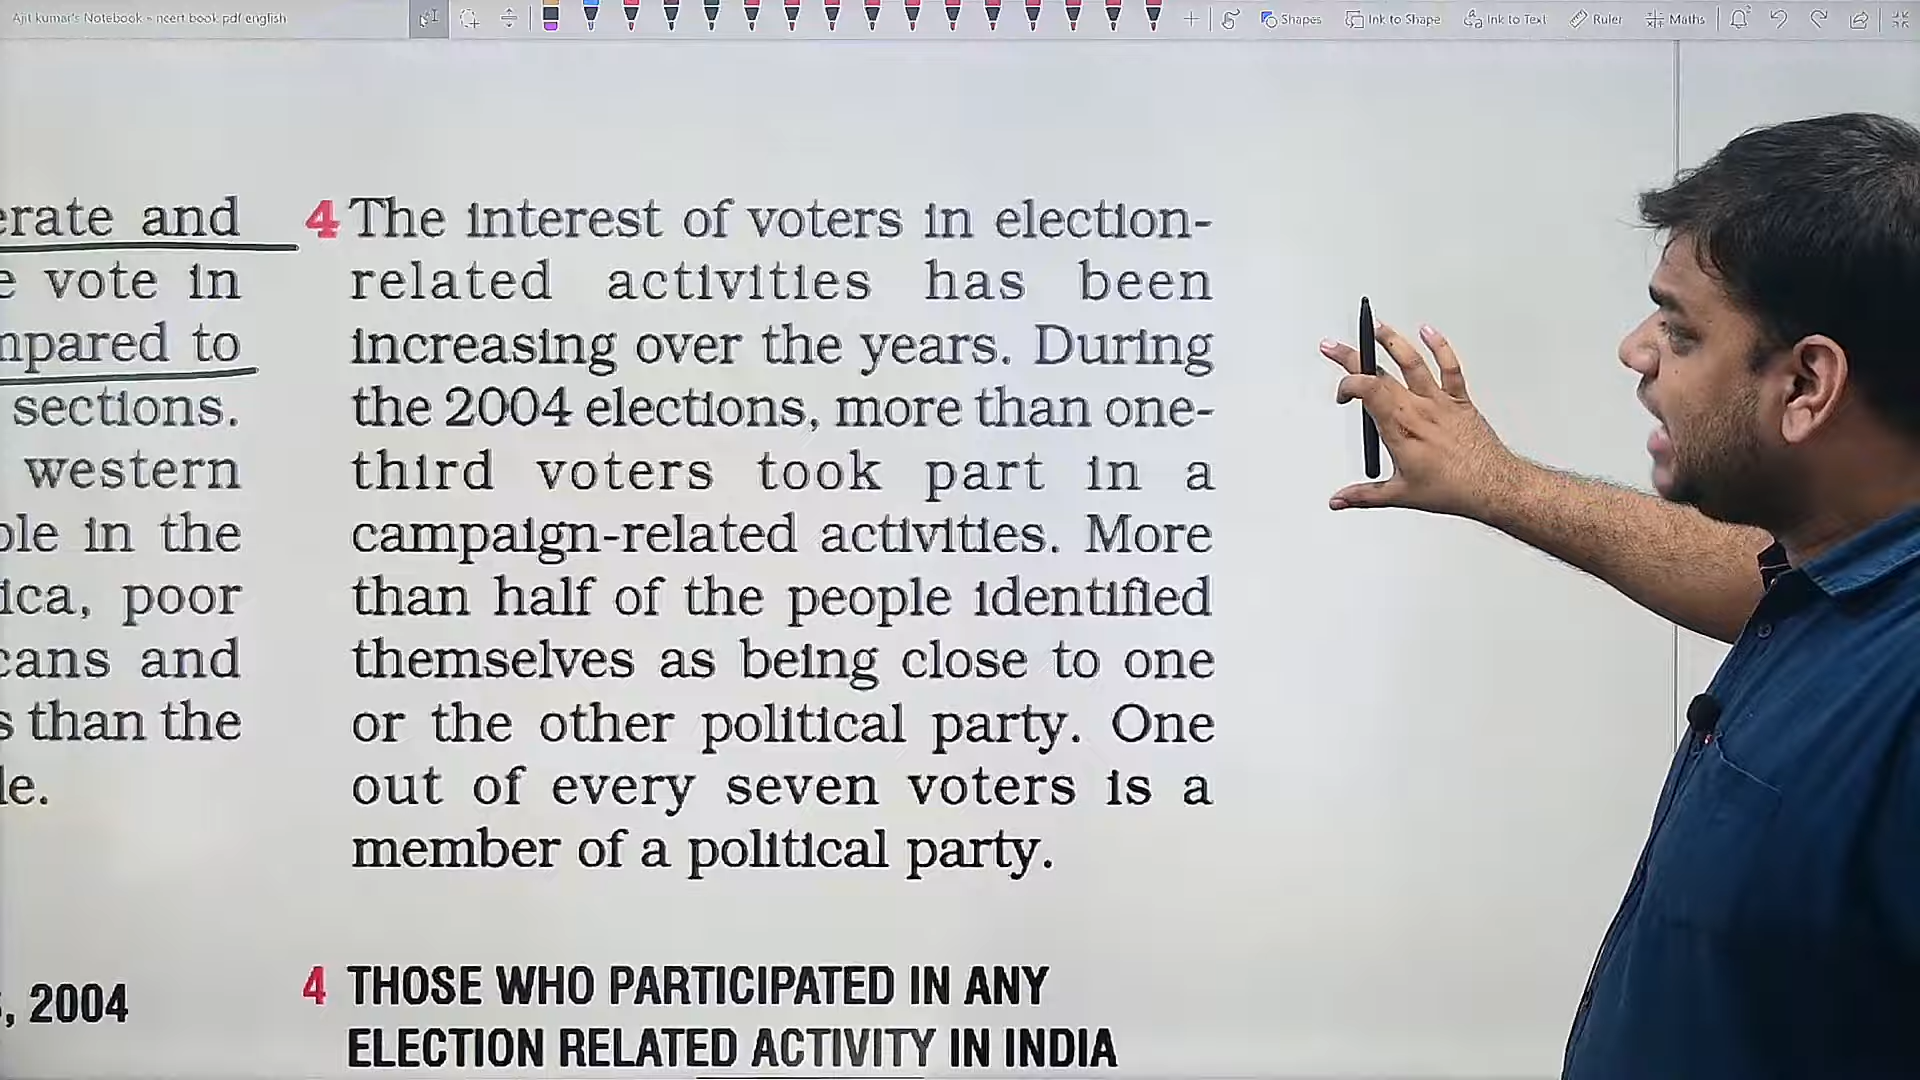 Ajit kumar's Notebook - ncert book pdf english
Shapes
Ink to Shape
Ink to Text
Ruler
Maths
erate and
e vote in
mpared to
sections.
western
ple in the
ica, poor
cans and
s than the
le.
, 2004
4 The interest of voters in election-
related activities has been
increasing over the years. During
the 2004 elections, more than one-
third voters took part in a
campaign-related activities. More
than half of the people identified
themselves as being close to one
or the other political party. One
out of every seven voters is a
member of a political party.
4 THOSE WHO PARTICIPATED IN ANY
ELECTION RELATED ACTIVITY IN INDIA